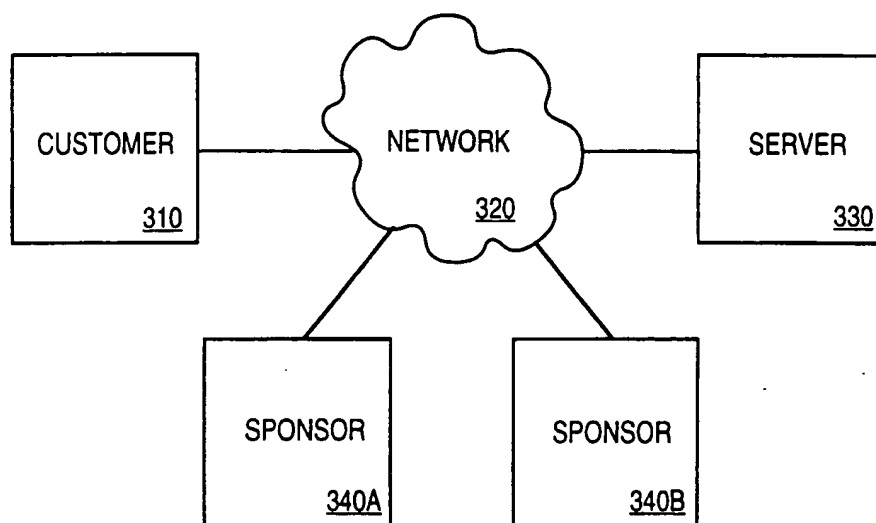 CUSTOMER
310
NETWORK
320
SERVER
330
SPONSOR
340A
SPONSOR
340B